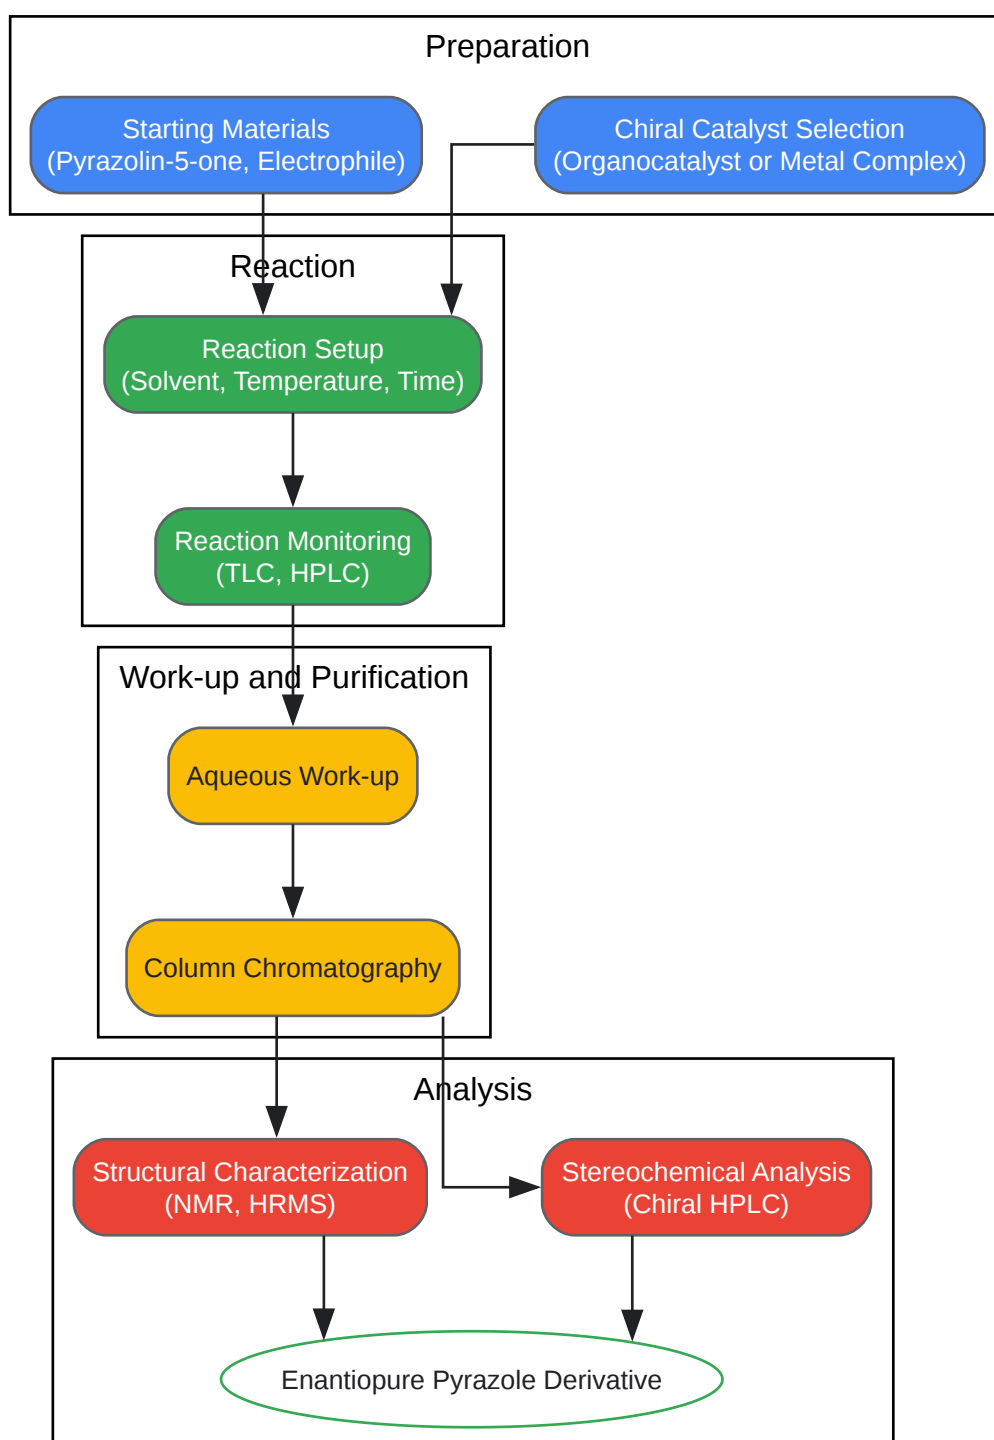 Preparation
Starting Materials
(Pyrazolin-5-one, Electrophile)
Chiral Catalyst Selection
(Organocatalyst or Metal Complex)
Reaction
Reaction Setup
(Solvent, Temperature, Time)
Reaction Monitoring
(TLC, HPLC)
Work-up and Purification
Aqueous Work-up
Column Chromatography
Analysis
Structural Characterization
(NMR, HRMS)
Stereochemical Analysis
(Chiral HPLC)
Enantiopure Pyrazole Derivative